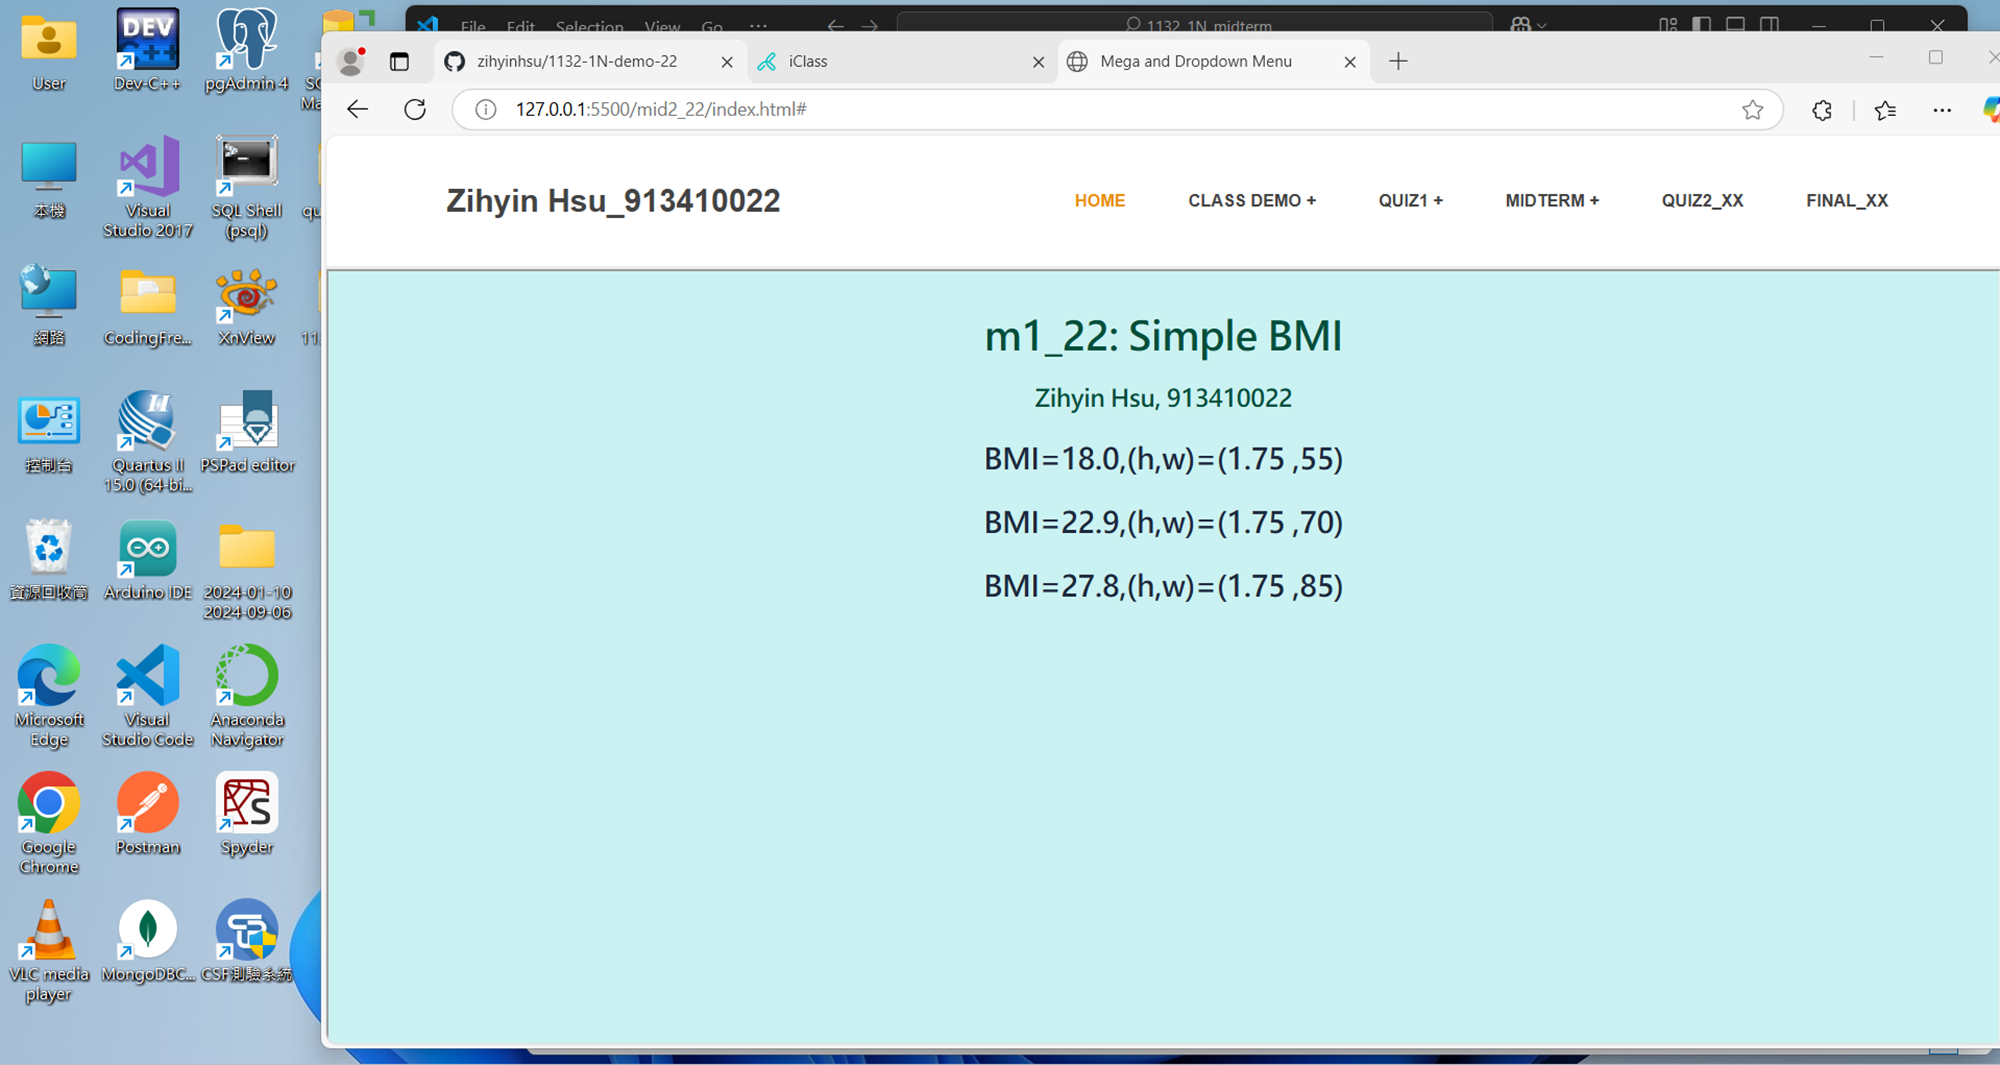 User
DEV
C++
Dev-C++
pgAdmin 4
本機
Visual
Studio 2017
SQL Shell
(psql)
網路
CodingFre...
XnView
控制台
Quartus II
15.0 (64-bi...
PSPad editor
資源回收筒
Arduino IDE
2024-01-10
2024-09-06
Microsoft
Edge
Visual
Studio Code
Anaconda
Navigator
Google
Chrome
Postman
Spyder
VLC media
player
MongoDBC...
CSF測驗系統
File Edit Selection View Go ... 1132_1N_midterm
zihyinhsu/1132-1N-demo-22
iClass
Mega and Dropdown Menu
127.0.0.1:5500/mid2_22/index.html#
Zihyin Hsu_913410022
HOME
CLASS DEMO +
QUIZ1 +
MIDTERM +
QUIZ2_XX
FINAL_XX
m1_22: Simple BMI
Zihyin Hsu, 913410022
BMI=18.0,(h,w)=(1.75 ,55)
BMI=22.9,(h,w)=(1.75 ,70)
BMI=27.8,(h,w)=(1.75 ,85)